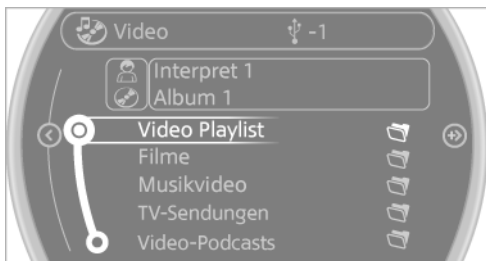 Video -1
Interpret 1
Album 1
Video Playlist
Filme
Musikvideo
TV-Sendungen
Video-Podcasts